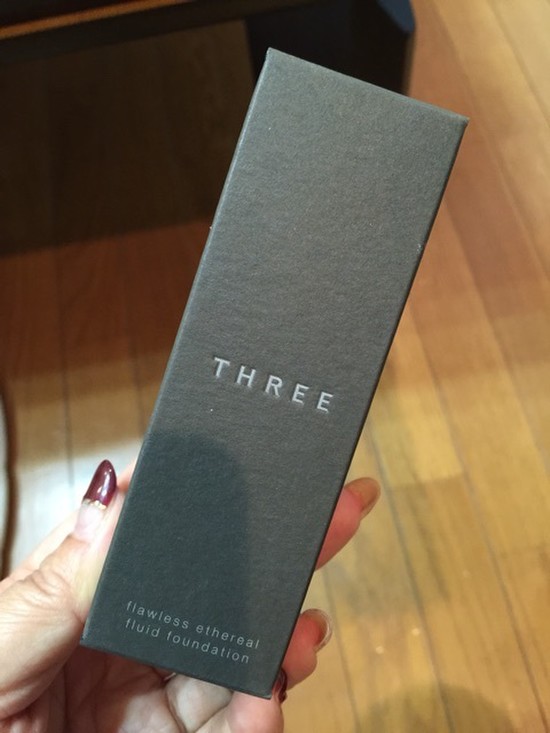 THREE
flawless ethereal
fluid foundation